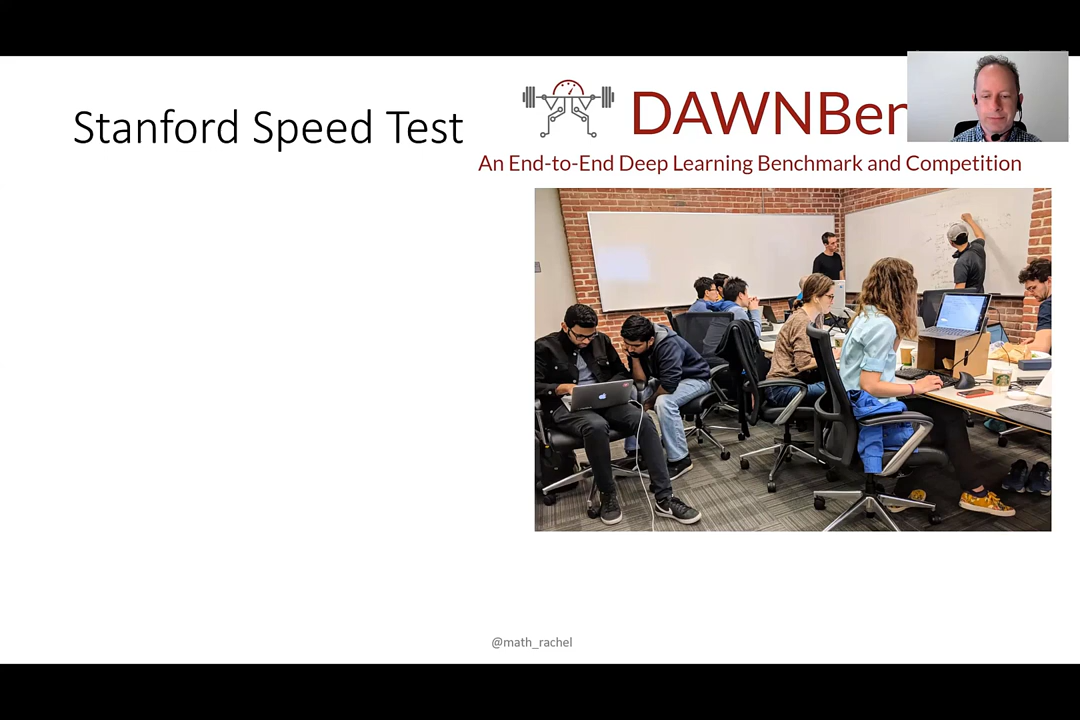 Stanford Speed Test
DAWNBen
An End-to-End Deep Learning Benchmark and Competition
@math_rachel